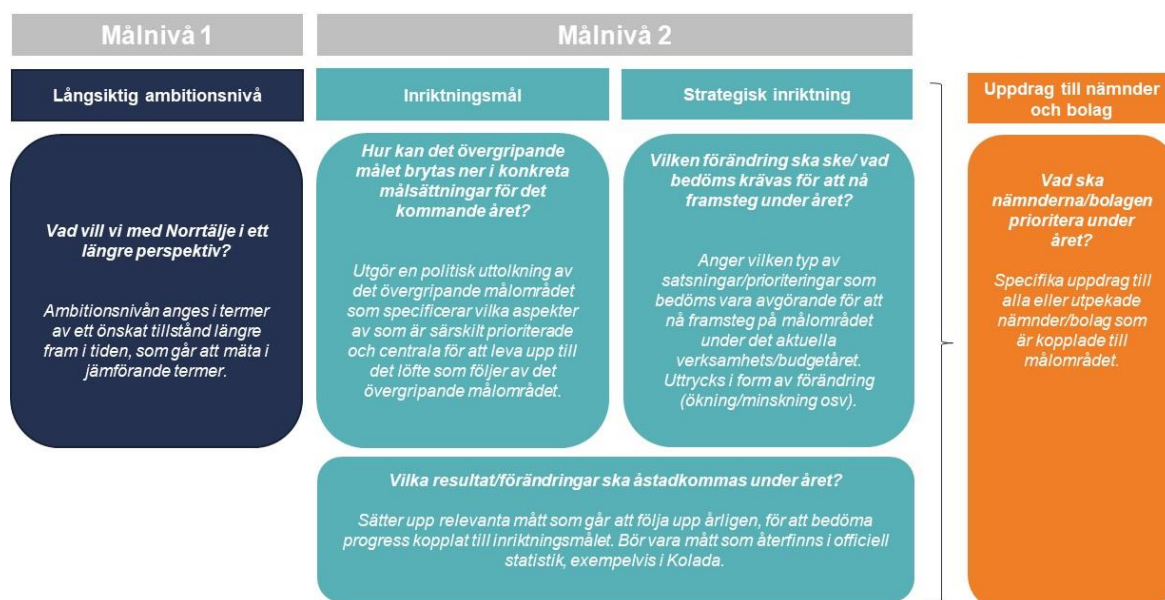 Målnivå 1
Målnivå 2
Långsiktig ambitionsnivå
Inriktningsmål
Strategisk inriktning
Uppdrag till nämnder
och bolag
Vad vill vi med Norrtälje i ett
längre perspektiv?
Ambitionsnivån anges i termer
av ett önskat tillstånd längre
fram i tiden, som går att mäta i
jämförande termer.
Hur kan det övergripande
målet brytas ner i konkreta
målsättningar för det
kommande året?
Utgör en politisk uttolkning av
det övergripande målområdet
som specificerar vilka aspekter
av som är särskilt prioriterade
och centrala för att leva upp till
det löfte som följer av det
övergripande målområdet.
Vilken förändring ska ske/ vad
bedöms krävas för att nå
framsteg under året?
Anger vilken typ av
satsningar/prioriteringar som
bedöms vara avgörande för att
nå framsteg på målområdet
under det aktuella
verksamhets/budgetåret.
Uttrycks i form av förändring
(ökning/minskning osv).
Vad ska
nämnderna/bolagen
prioritera under
året?
Specifika uppdrag till
alla eller utpekade
nämnder/bolag som
är kopplade till
målområdet.
Vilka resultat/förändringar ska åstadkommas under året?
Sätter upp relevanta mått som går att följa upp årligen, för att bedöma
progress kopplat till inriktningsmålet. Bör vara mått som återfinns i officiell
statistik, exempelvis i Kolada.